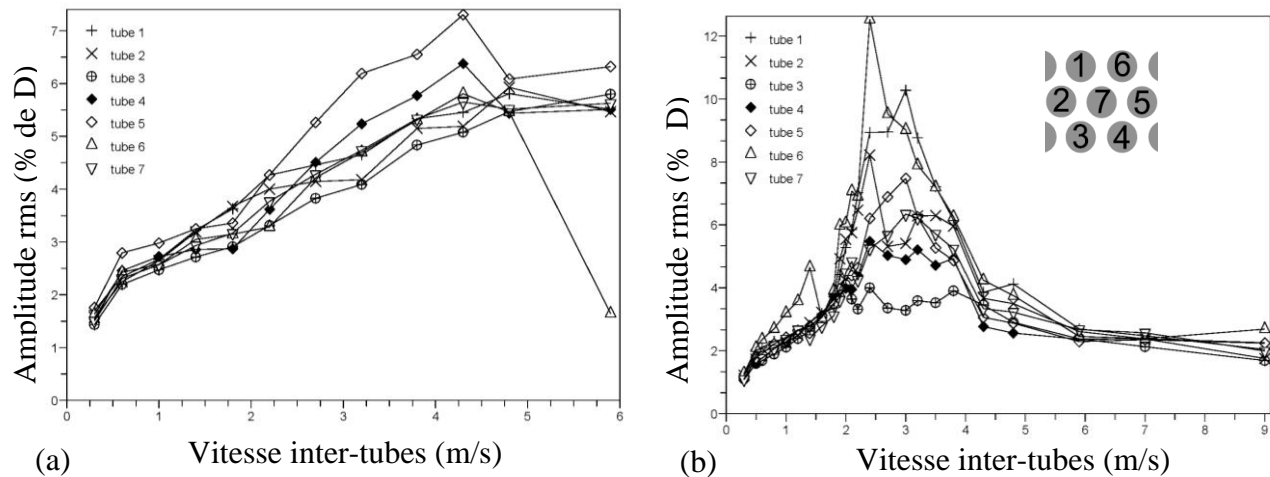 Amplitude rms (% de D)
7
6
5
4
3
2
1
0
tube 1
tube 2
tube 3
tube 4
tube 5
tube 6
tube 7
0 1 2 3 4 5 6
(a) Vitesse inter-tubes (m/s)
Amplitude rms (% D)
12
10
8
6
4
2
0
tube 1
tube 2
tube 3
tube 4
tube 5
tube 6
tube 7
1 6
2 7 5
3 4
0 1 2 3 4 5 6 7 8 9
(b) Vitesse inter-tubes (m/s)